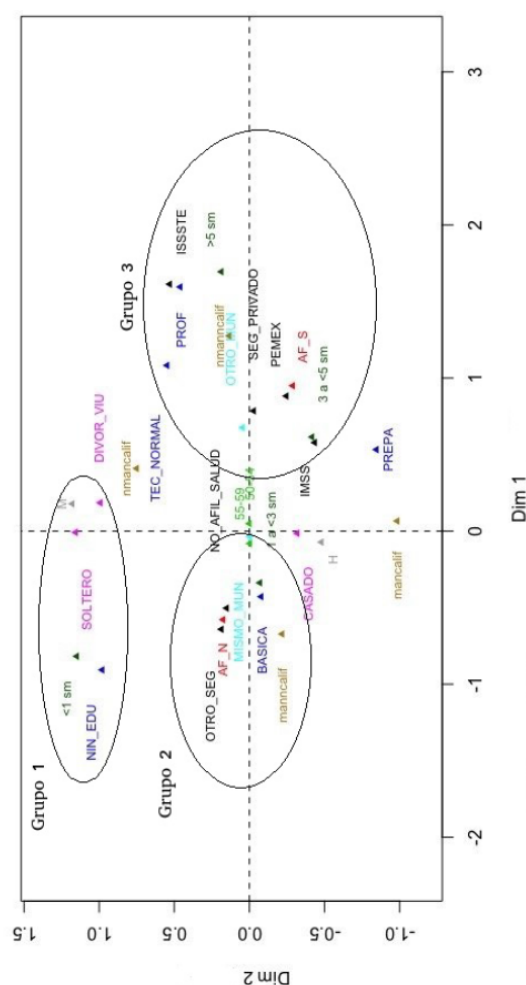 Grupo 1
Grupo 2
Grupo 3
<1 sm
NIN_EDU
SOLTERO
M
DIVOR_VIU
nmancalif
TEC_NORMAL
PROF
ISSSTE
>5 sm
nmanncalif
OTRO_MUN
SEG_PRIVADO
PEMEX
AF_S
3 a <5 sm
IMSS
PREPA
NO_AFIL_SALUD
55-59
1 a <3 sm
OTRO_SEG
AF_N
MISMO_MUN
BASICA
manncalif
CASADO
H
mancalif
Dim 2
1.5
1.0
0.5
0.0
-0.5
-1.0
-2
-1
0
1
2
3
Dim 1